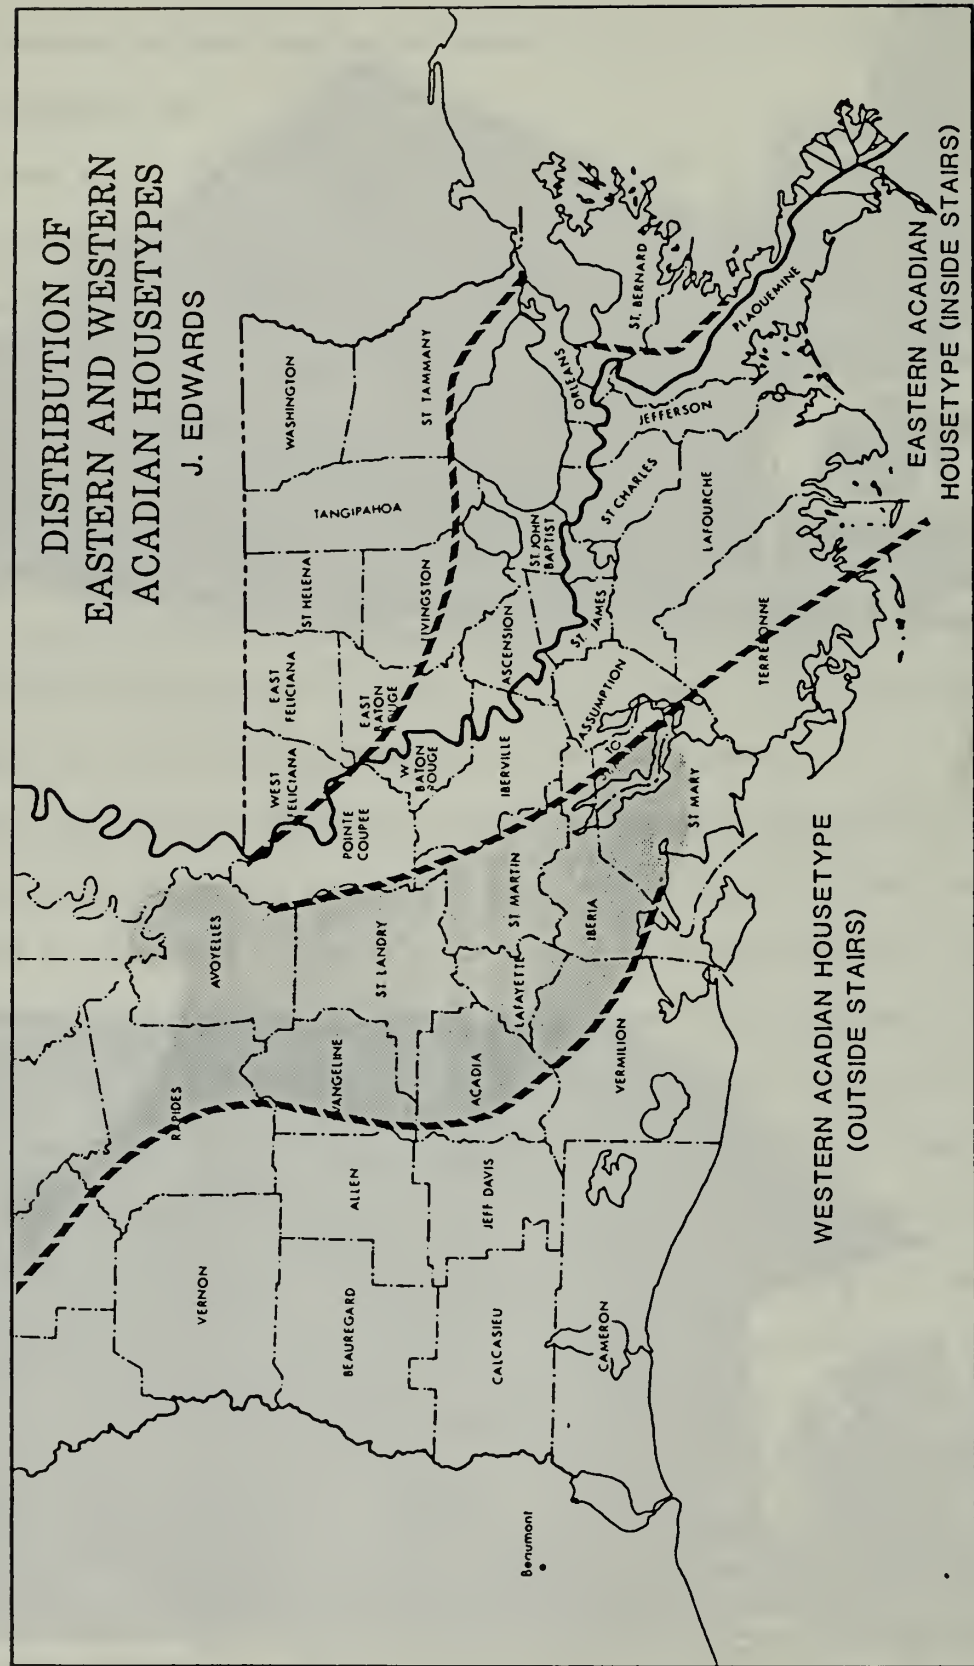 DISTRIBUTION OF
EASTERN AND WESTERN
ACADIAN HOUSETYPES
J. EDWARDS
WASHINGTON
ST TAMMANY
TANGIPAHOA
ST HELENA
LIVINGSTON
EAST
FELICIANA
EAST
BATON
ROUGE
WEST
FELICIANA
POINTE
COUPEE
W
BATON
ROUGE
IBERVILLE
ASCENSION
ST. JAMES
ST JOHN
BAPTIST
ST CHARLES
ORLEANS
JEFFERSON
ST. BERNARD
PLAQUEMINE
LAFOURCHE
TERREBONNE
ASSUMPTION
TO
ST MARY
ST MARTIN
IBERIA
LAFAYETTE
VERMILION
AVOYELLES
ST LANDRY
VANGELINE
ACADIA
RAPIDES
ALLEN
JEFF DAVIS
VERNON
BEAUREGARD
CALCASIEU
CAMERON
Beaumont
EASTERN ACADIAN
HOUSETYPE (INSIDE STAIRS)
WESTERN ACADIAN HOUSETYPE
(OUTSIDE STAIRS)